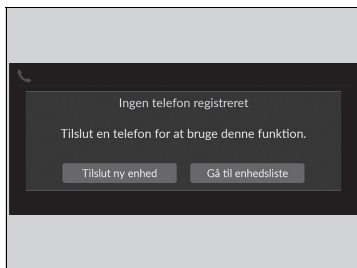 Ingen telefon registreret
Tilslut en telefon for at bruge denne funktion.
Tilslut ny enhed
Gå til enhedsliste